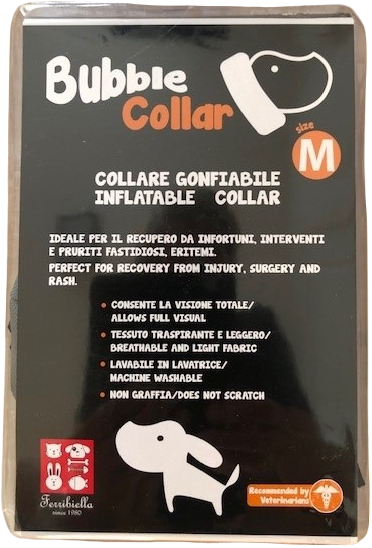 Bubble
Collar
size
M
COLLARE GONFIABILE
INFLATABLE COLLAR
IDEALE PER IL RECUPERO DA INFORTUNI, INTERVENTI
E PRURITI FASTIDIOSI, ERITEMI.
PERFECT FOR RECOVERY FROM INJURY, SURGERY AND
RASH.
• CONSENTE LA VISIONE TOTALE/
ALLOWS FULL VISUAL
• TESSUTO TRASPIRANTE E LEGGERO/
BREATHABLE AND LIGHT FABRIC
• LAVABILE IN LAVATRICE/
MACHINE WASHABLE
• NON GRAFFIA/DOES NOT SCRATCH
Ferribiella
since 1980
Recommended by
Veterinarians